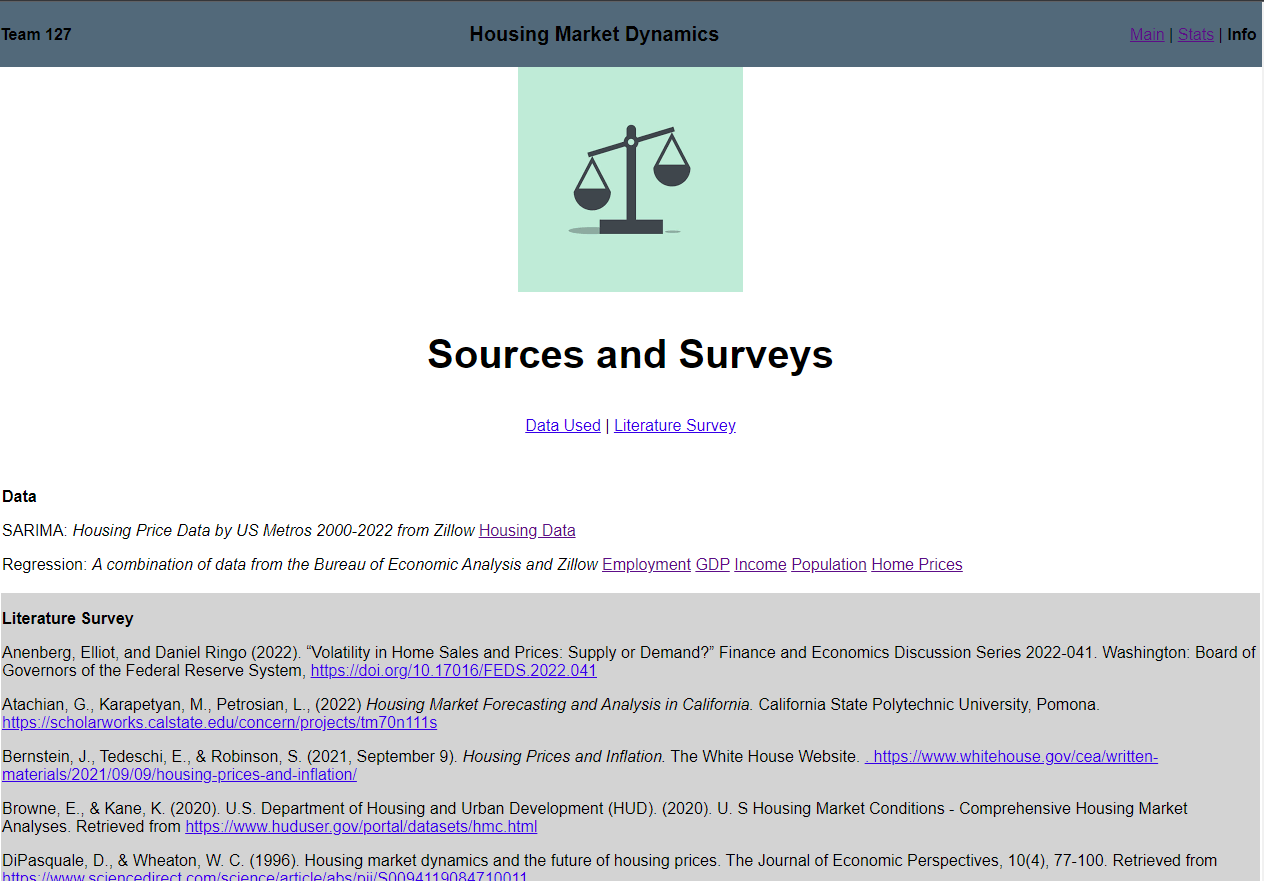 Team 127 Housing Market Dynamics Main | Stats | Info
Sources and Surveys
Data Used | Literature Survey
Data
SARIMA: Housing Price Data by US Metros 2000-2022 from Zillow Housing Data
Regression: A combination of data from the Bureau of Economic Analysis and Zillow Employment GDP Income Population Home Prices
Literature Survey
Anenberg, Elliot, and Daniel Ringo (2022). “Volatility in Home Sales and Prices: Supply or Demand?” Finance and Economics Discussion Series 2022-041. Washington: Board of
Governors of the Federal Reserve System, https://doi.org/10.17016/FEDS.2022.041
Atachian, G., Karapetyan, M., Petrosian, L., (2022) Housing Market Forecasting and Analysis in California. California State Polytechnic University, Pomona.
https://scholarworks.calstate.edu/concern/projects/tm70n111s
Bernstein, J., Tedeschi, E., & Robinson, S. (2021, September 9). Housing Prices and Inflation. The White House Website. . https://www.whitehouse.gov/cea/written-
materials/2021/09/09/housing-prices-and-inflation/
Browne, E., & Kane, K. (2020). U.S. Department of Housing and Urban Development (HUD). (2020). U. S Housing Market Conditions - Comprehensive Housing Market
Analyses. Retrieved from https://www.huduser.gov/portal/datasets/hmc.html
DiPasquale, D., & Wheaton, W. C. (1996). Housing market dynamics and the future of housing prices. The Journal of Economic Perspectives, 10(4), 77-100. Retrieved from
https://www.sciencedirect.com/science/article/abs/pii/S0094119084710011